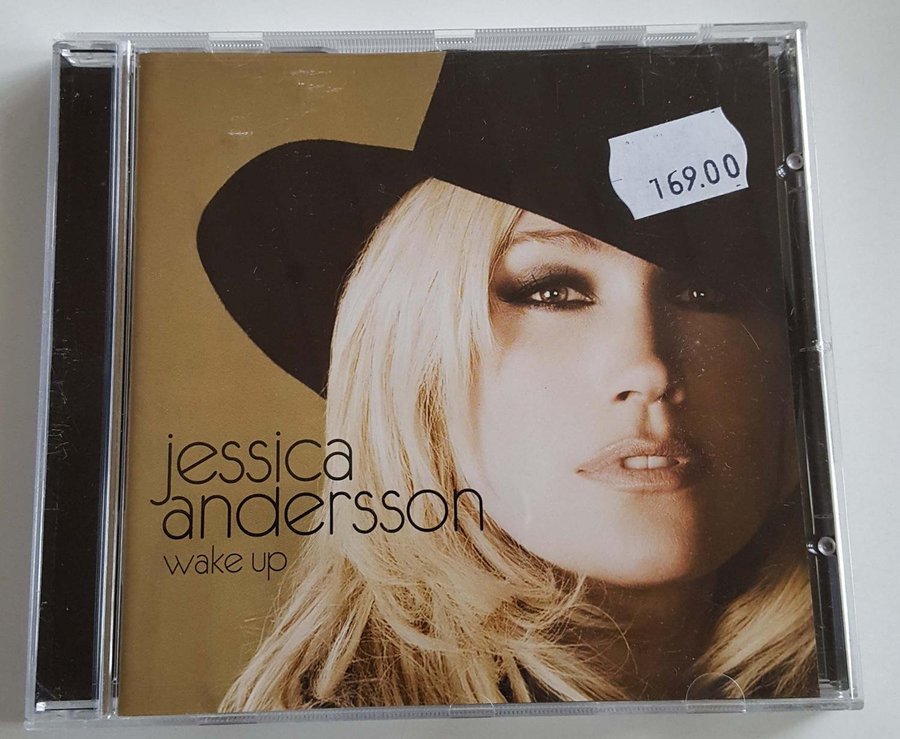 169.00
jessica
andersson
wake up